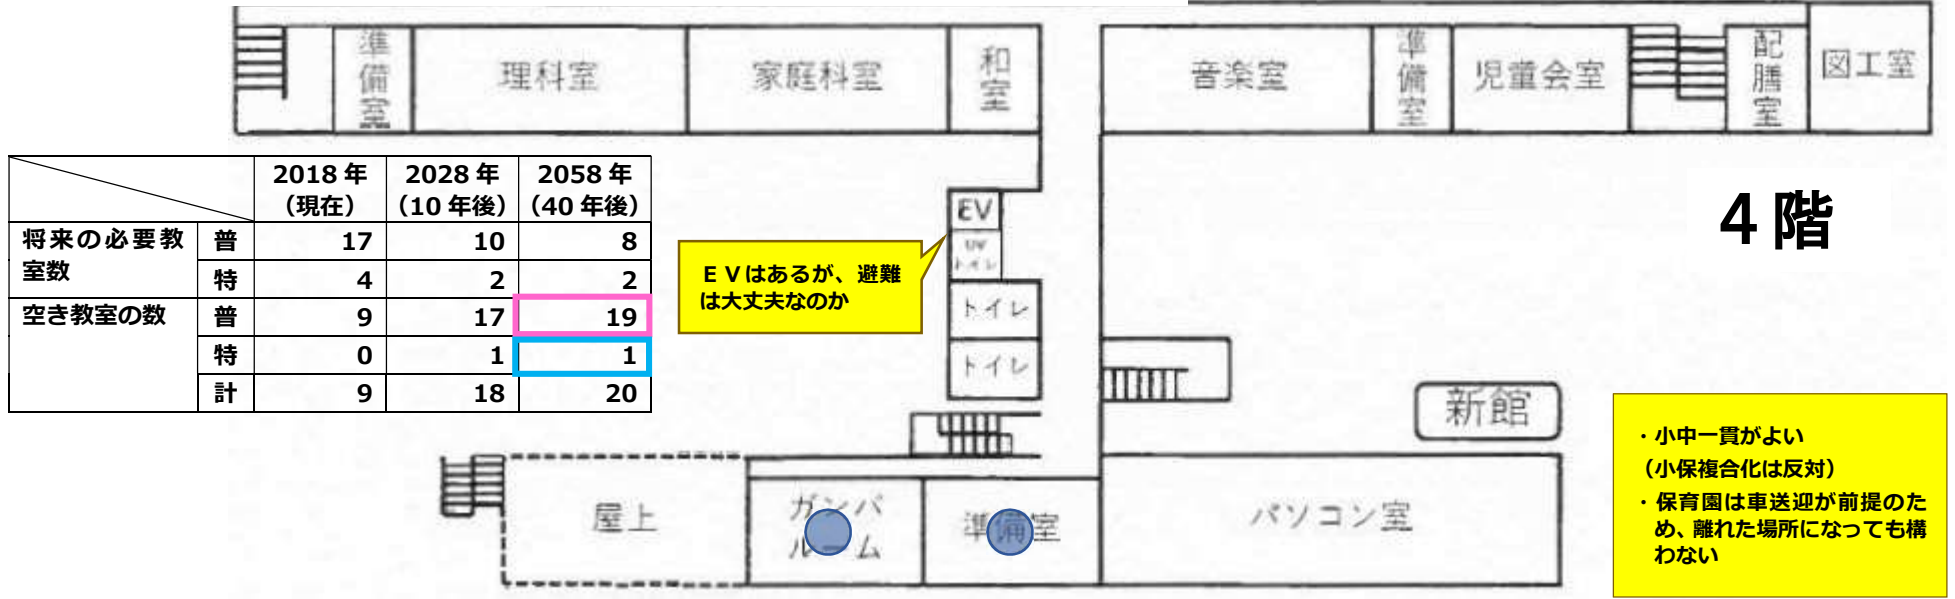 準備室
理科室
家庭科室
和室
音楽室
準備室
児童会室
配膳室
図工室
2018年 2028年 2058年
（現在） （10年後） （40年後）
将来の必要教 普 17 10 8
室数 特 4 2 2
空き教室の数 普 9 17 19
特 0 1 1
計 9 18 20
4階
EV
トイレ
ＥＶはあるが、避難
は大丈夫なのか
トイレ
トイレ
新館
・小中一貫がよい
（小保複合化は反対）
・保育園は車送迎が前提のた
め、離れた場所になっても構
わない
屋上
ガンバ
ルーム
準備室
パソコン室